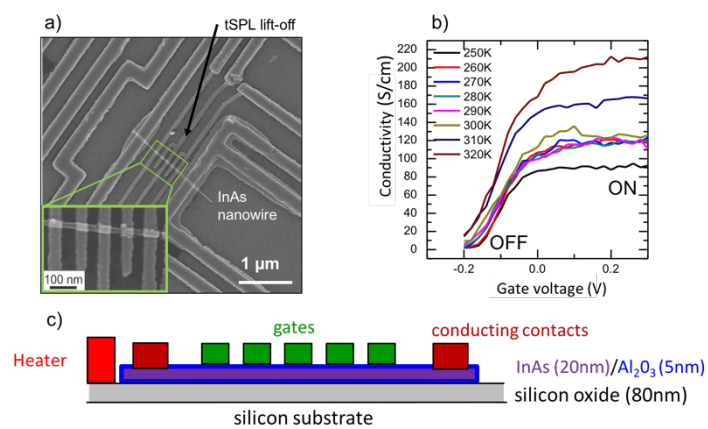 a)
tSPL lift-off
InAs
nanowire
100 nm
1 µm
b)
Conductivity (S/cm)
220
200
180
160
140
120
100
80
60
40
20
0
250K
260K
270K
280K
290K
300K
310K
320K
ON
OFF
-0.2
0.0
0.2
Gate voltage (V)
c)
gates
conducting contacts
Heater
InAs (20nm)/Al₂0₃ (5nm)
silicon oxide (80nm)
silicon substrate